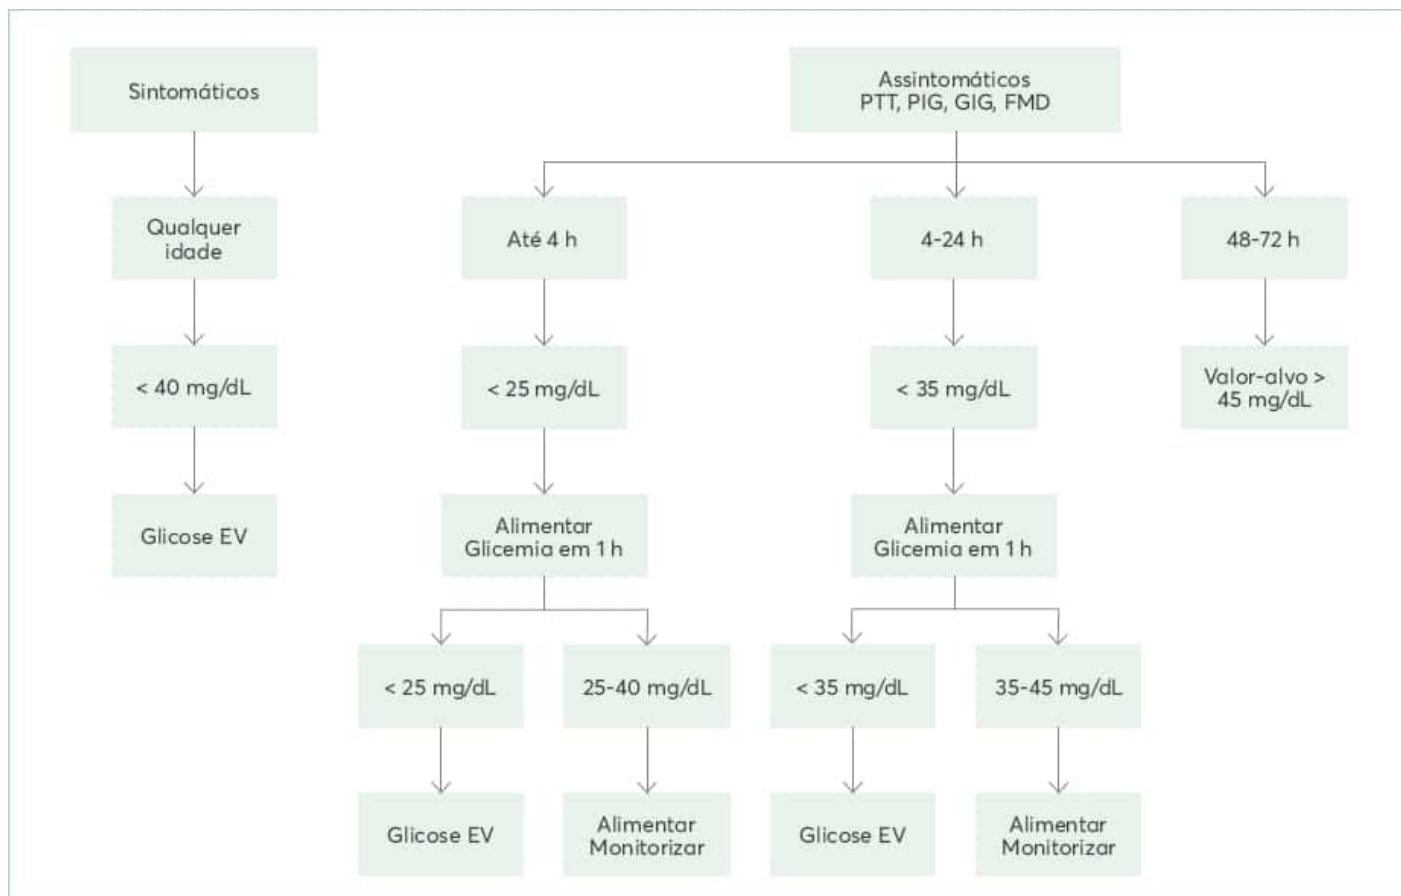 Sintomáticos
Assintomáticos
PTT, PIG, GIG, FMD
Qualquer
idade
Até 4 h
4-24 h
48-72 h
< 40 mg/dL
< 25 mg/dL
< 35 mg/dL
Valor-alvo >
45 mg/dL
Glicose EV
Alimentar
Glicemia em 1 h
Alimentar
Glicemia em 1 h
< 25 mg/dL
25-40 mg/dL
< 35 mg/dL
35-45 mg/dL
Glicose EV
Alimentar
Monitorizar
Glicose EV
Alimentar
Monitorizar